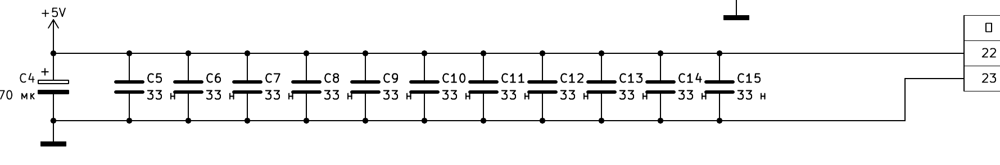 +5V
22
23
+
C4
70 мк
C5
33 н
C6
33 н
C7
33 н
C8
33 н
C9
33 н
C10
33 н
C11
33 н
C12
33 н
C13
33 н
C14
33 н
C15
33 н